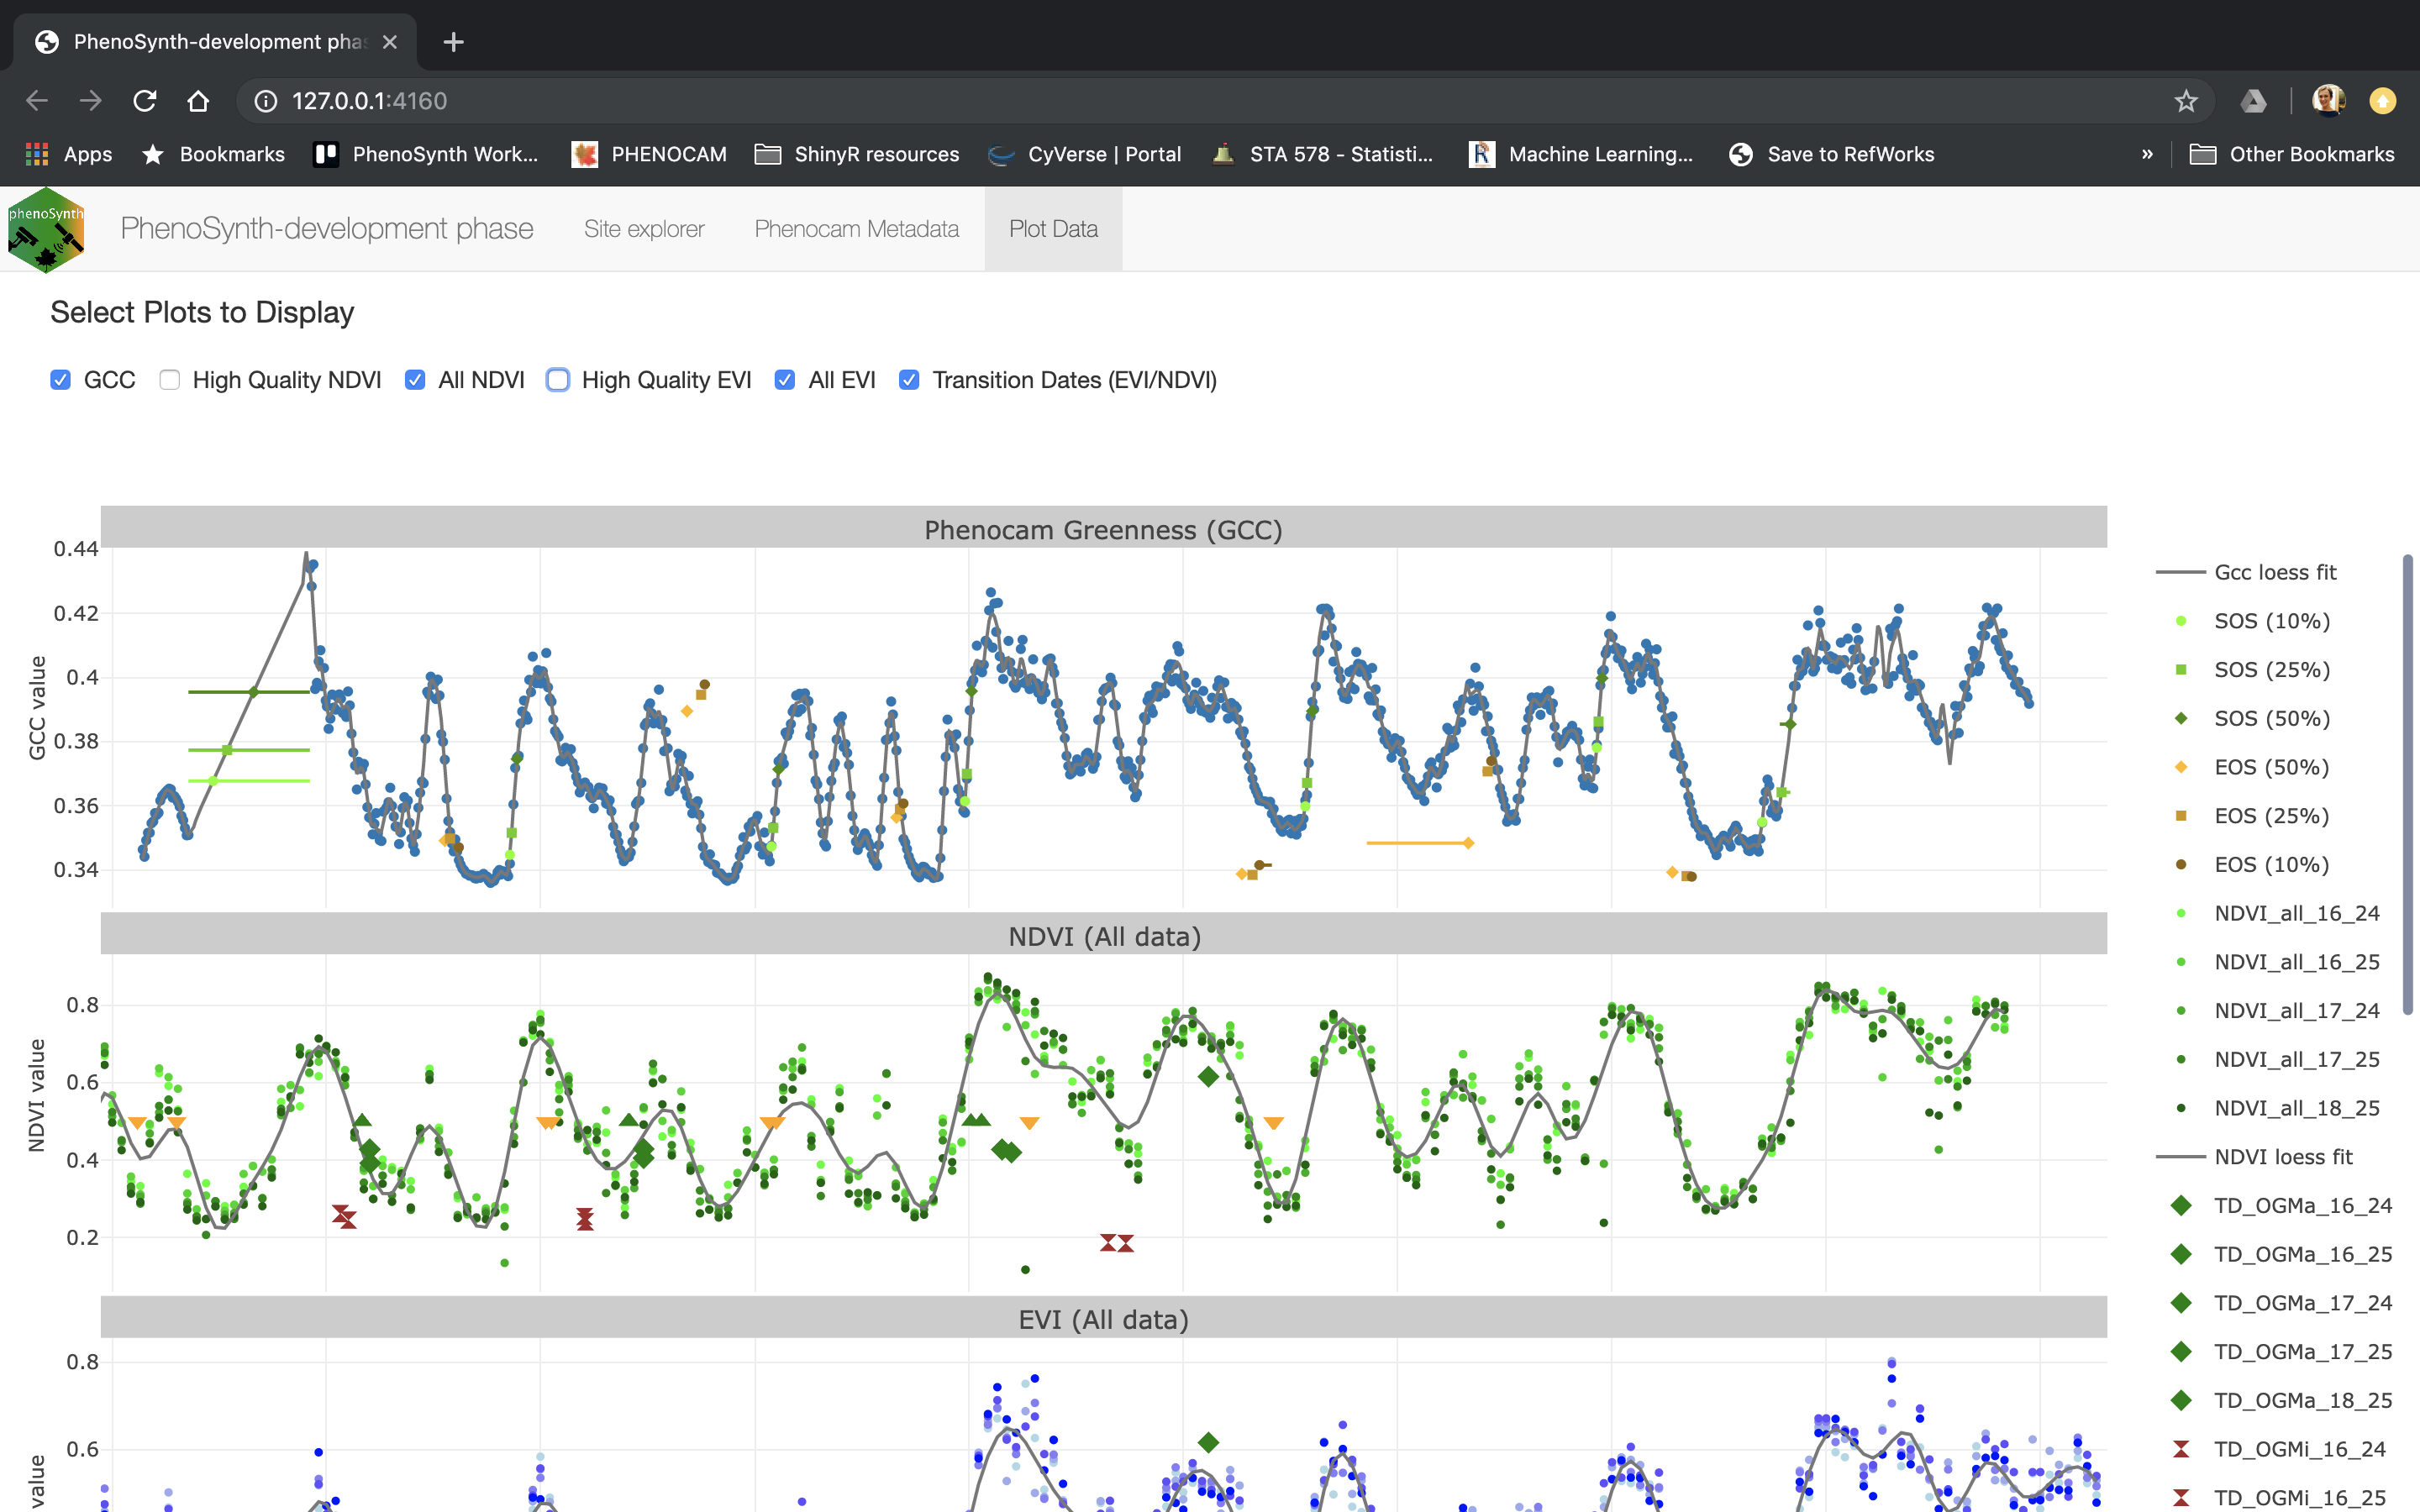 PhenoSynth-development pha
127.0.0.1:4160
Apps
Bookmarks
PhenoSynth Work...
PHENOCAM
ShinyR resources
CyVerse | Portal
STA 578 - Statisti...
Machine Learning...
Save to RefWorks
»
Other Bookmarks
phenoSynth
PhenoSynth-development phase
Site explorer
Phenocam Metadata
Plot Data
Select Plots to Display
GCC
High Quality NDVI
All NDVI
High Quality EVI
All EVI
Transition Dates (EVI/NDVI)
Phenocam Greenness (GCC)
GCC value
0.44
0.42
0.4
0.38
0.36
0.34
NDVI (All data)
NDVI value
0.8
0.6
0.4
0.2
EVI (All data)
value
0.8
0.6
Gcc loess fit
SOS (10%)
SOS (25%)
SOS (50%)
EOS (50%)
EOS (25%)
EOS (10%)
NDVI_all_16_24
NDVI_all_16_25
NDVI_all_17_24
NDVI_all_17_25
NDVI_all_18_25
NDVI loess fit
TD_OGMa_16_24
TD_OGMa_16_25
TD_OGMa_17_24
TD_OGMa_17_25
TD_OGMa_18_25
TD_OGMi_16_24
TD_OGMi_16_25